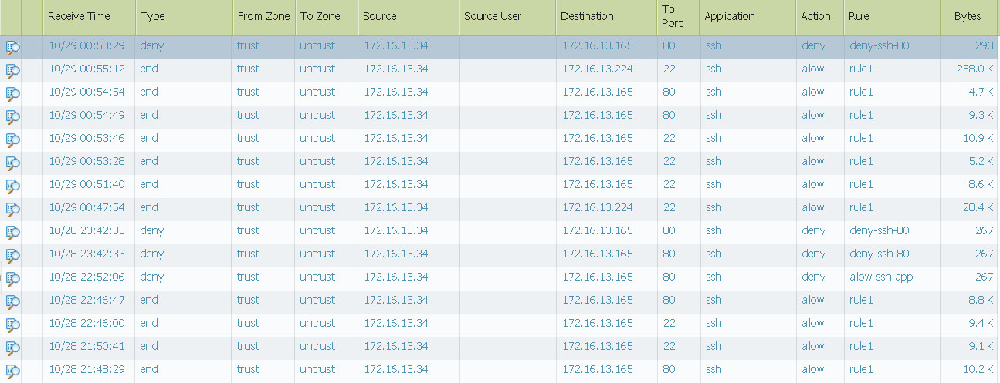 Receive Time Type From Zone To Zone Source Source User Destination To Port Application Action Rule Bytes
10/29 00:58:29 deny trust untrust 172.16.13.34 172.16.13.165 80 ssh deny deny-ssh-80 293
10/29 00:55:12 end trust untrust 172.16.13.34 172.16.13.224 22 ssh allow rule1 258.0 K
10/29 00:54:54 end trust untrust 172.16.13.34 172.16.13.165 80 ssh allow rule1 4.7 K
10/29 00:54:49 end trust untrust 172.16.13.34 172.16.13.165 80 ssh allow rule1 9.3 K
10/29 00:53:46 end trust untrust 172.16.13.34 172.16.13.165 22 ssh allow rule1 10.9 K
10/29 00:53:28 end trust untrust 172.16.13.34 172.16.13.165 22 ssh allow rule1 5.2 K
10/29 00:51:40 end trust untrust 172.16.13.34 172.16.13.165 22 ssh allow rule1 8.6 K
10/29 00:47:54 end trust untrust 172.16.13.34 172.16.13.224 22 ssh allow rule1 28.4 K
10/28 23:42:33 deny trust untrust 172.16.13.34 172.16.13.165 80 ssh deny deny-ssh-80 267
10/28 23:42:33 deny trust untrust 172.16.13.34 172.16.13.165 80 ssh deny deny-ssh-80 267
10/28 22:52:06 deny trust untrust 172.16.13.34 172.16.13.165 80 ssh deny allow-ssh-app 267
10/28 22:46:47 end trust untrust 172.16.13.34 172.16.13.165 80 ssh allow rule1 8.8 K
10/28 22:46:00 end trust untrust 172.16.13.34 172.16.13.165 22 ssh allow rule1 9.4 K
10/28 21:50:41 end trust untrust 172.16.13.34 172.16.13.165 22 ssh allow rule1 9.1 K
10/28 21:48:29 end trust untrust 172.16.13.34 172.16.13.165 80 ssh allow rule1 10.2 K